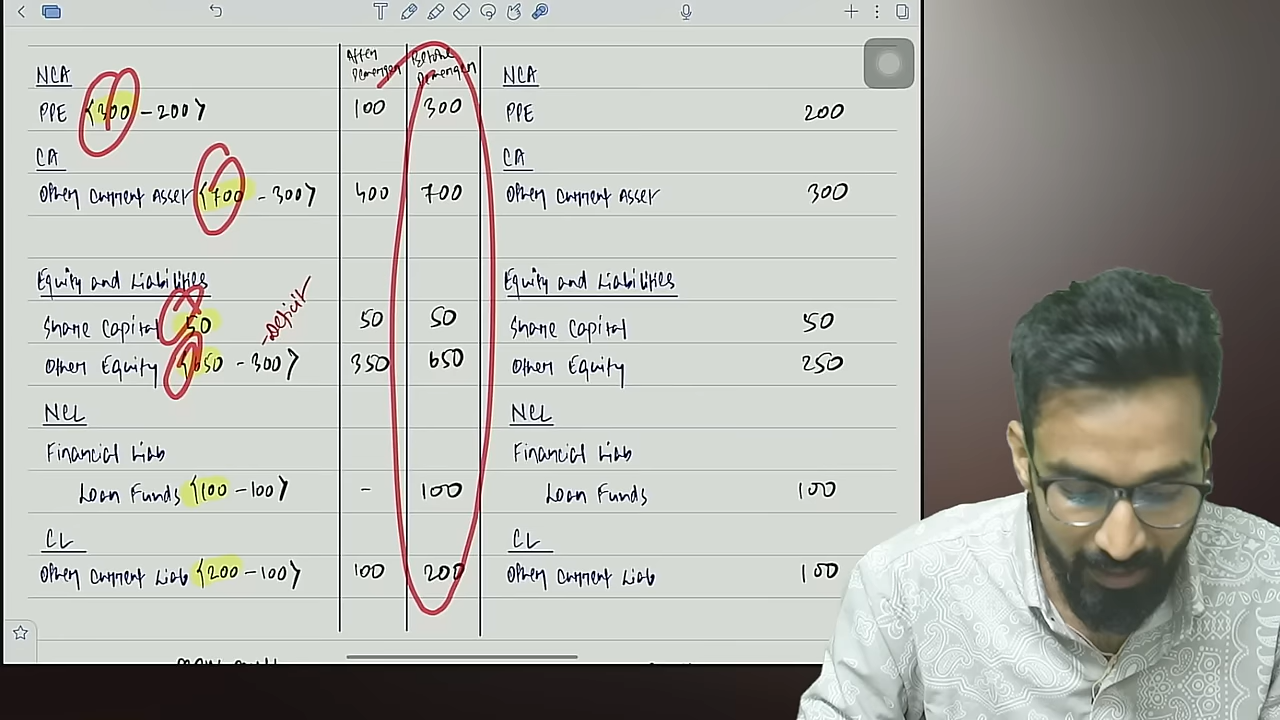 After Demerger Before Demerger
NCA NCA
PPE {300 - 200} 100 300 PPE 200
CA CA
Other Current Asset {700 - 300} 400 700 Other Current Asset 300
Equity and Liabilities Equity and Liabilities
- Deficit
Share Capital 50 50 50 Share Capital 50
Other Equity {650 - 300} 350 650 Other Equity 250
NCL NCL
Financial Liab Financial Liab
Loan Funds {100 - 100} - 100 Loan Funds 100
CL CL
Other Current Liab {200 - 100} 100 200 Other Current Liab 100